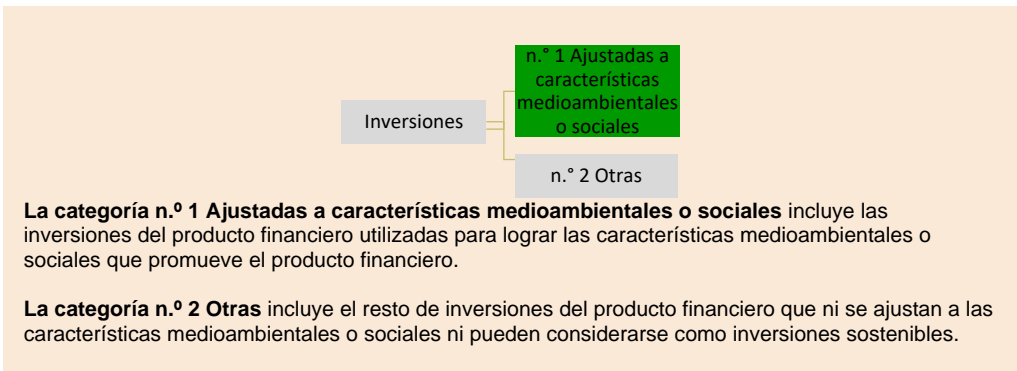 n.° 1 Ajustadas a
características
medioambientales
o sociales
Inversiones
n.° 2 Otras
La categoría n.º 1 Ajustadas a características medioambientales o sociales incluye las
inversiones del producto financiero utilizadas para lograr las características medioambientales o
sociales que promueve el producto financiero.
La categoría n.º 2 Otras incluye el resto de inversiones del producto financiero que ni se ajustan a las
características medioambientales o sociales ni pueden considerarse como inversiones sostenibles.